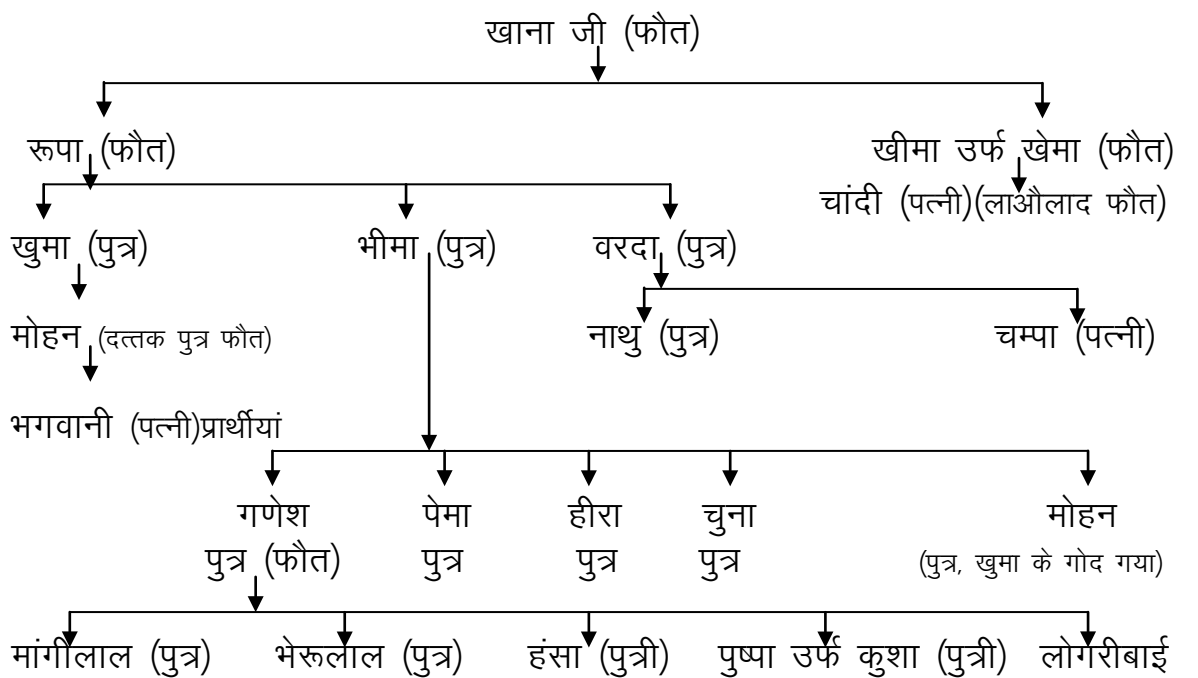 खाना जी (फौत)
रूपा (फौत) खीमा उर्फ खेमा (फौत)
चांदी (पत्नी)(लाऔलाद फौत)
खुमा (पुत्र) भीमा (पुत्र) वरदा (पुत्र)
मोहन (दत्तक पुत्र फौत) नाथु (पुत्र) चम्पा (पत्नी)
भगवानी (पत्नी)प्रार्थीयां
गणेश पेमा हीरा चुना मोहन
पुत्र (फौत) पुत्र पुत्र पुत्र (पुत्र, खुमा के गोद गया)
मांगीलाल (पुत्र) भेरूलाल (पुत्र) हंसा (पुत्री) पुष्पा उर्फ कुशा (पुत्री) लोगरीबाई